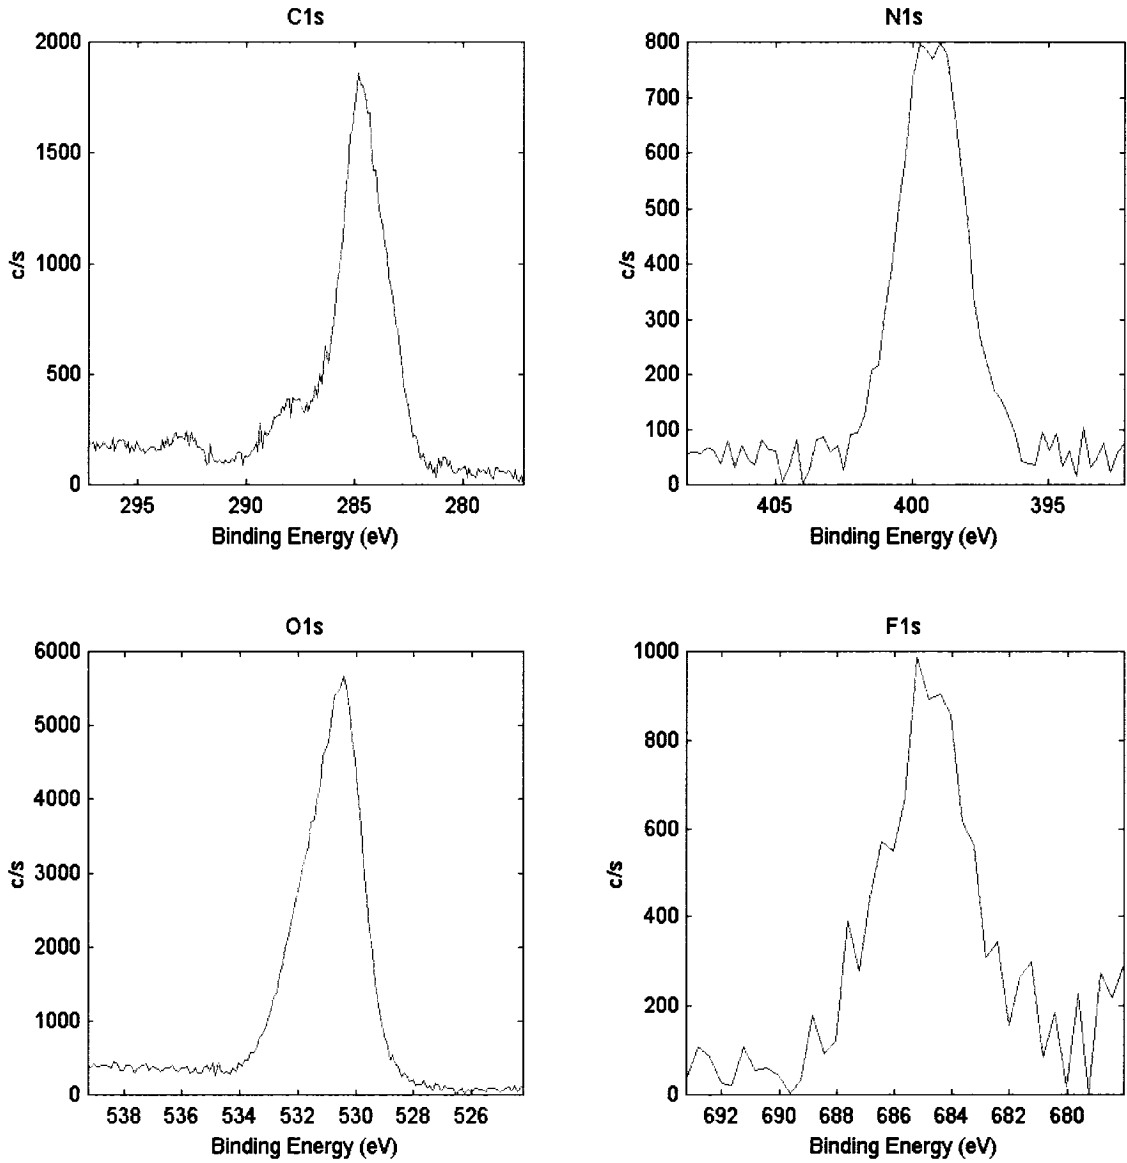 C1s
2000
1500
1000
500
0
c/s
295 290 285 280
Binding Energy (eV)
N1s
800
700
600
500
400
300
200
100
0
c/s
405 400 395
Binding Energy (eV)
O1s
6000
5000
4000
3000
2000
1000
0
c/s
538 536 534 532 530 528 526
Binding Energy (eV)
F1s
1000
800
600
400
200
0
c/s
692 690 688 686 684 682 680
Binding Energy (eV)